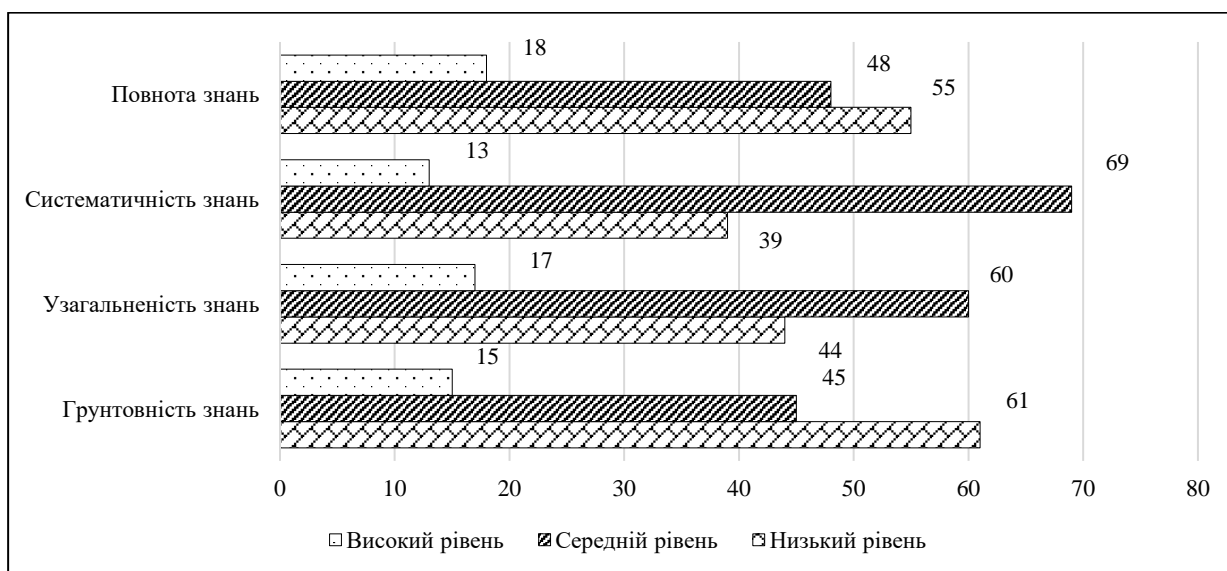 18
48
Повнота знань
55
13
69
Систематичність знань
39
17
60
Узагальненість знань
44
15
45
Грунтовність знань
61
0 10 20 30 40 50 60 70 80
Високий рівень Середній рівень Низький рівень